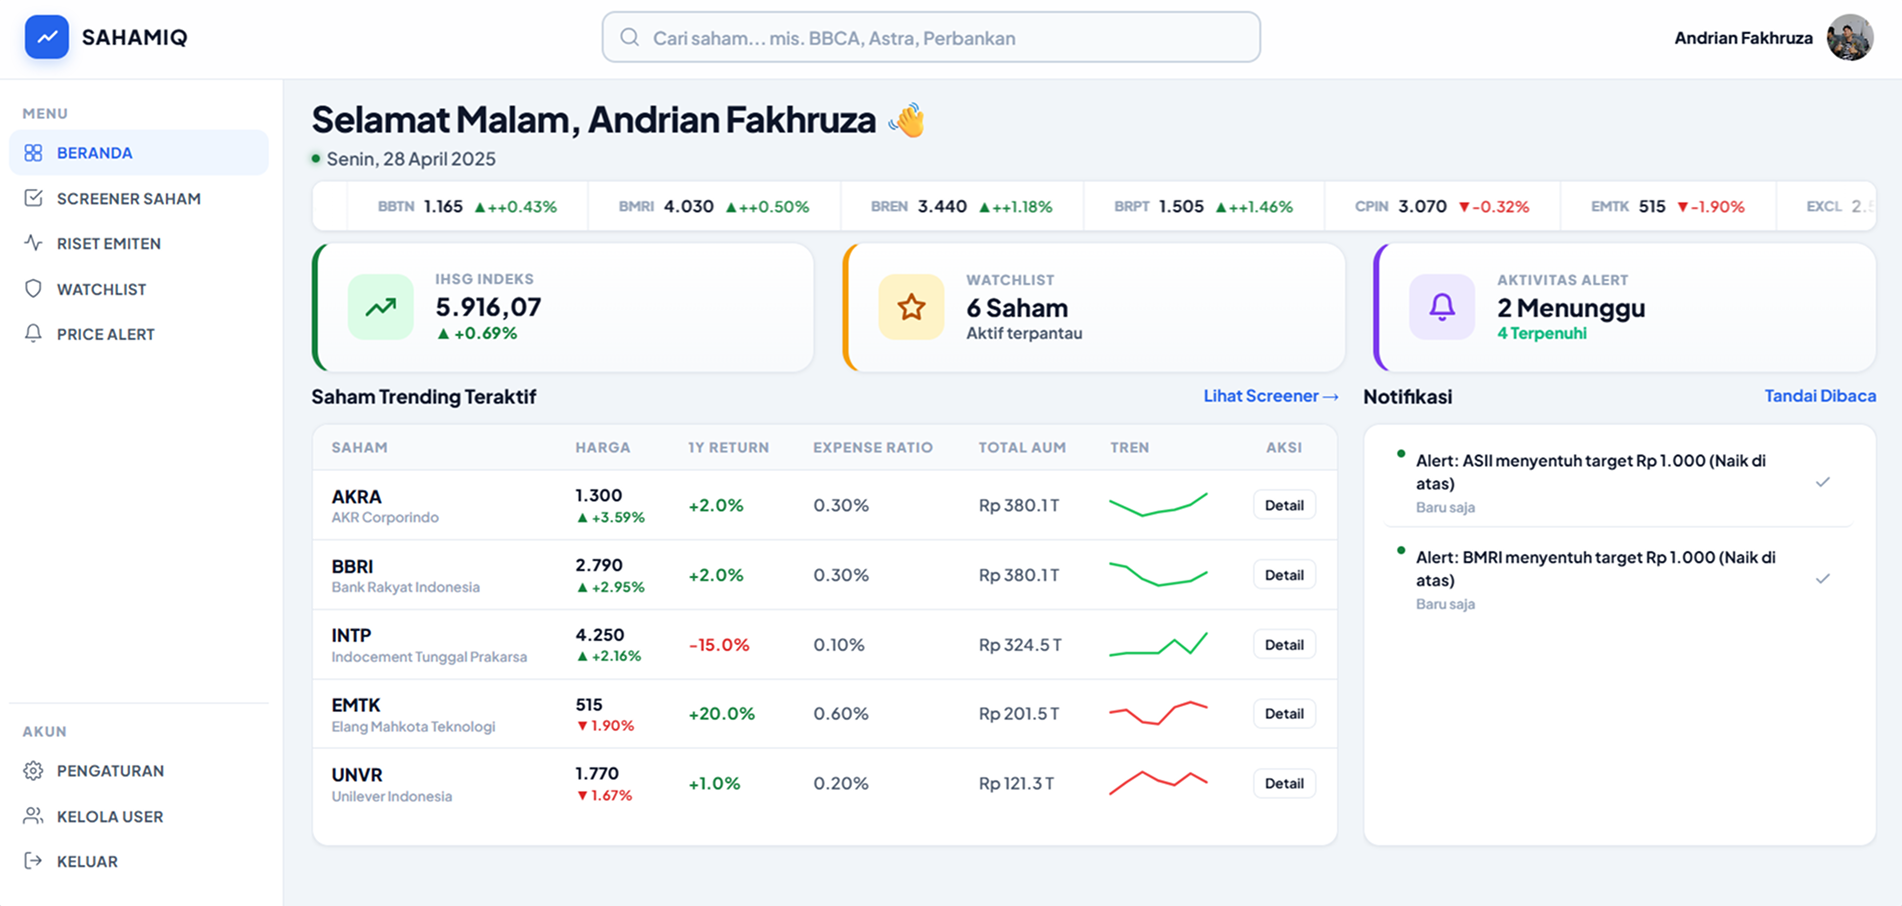 SAHAMIQ
Cari saham... mis. BBCA, Astra, Perbankan
Andrian Fakhruza
MENU
BERANDA
SCREENER SAHAM
RISET EMITEN
WATCHLIST
PRICE ALERT
AKUN
PENGATURAN
KELOLA USER
KELUAR
Selamat Malam, Andrian Fakhruza 👋
Senin, 28 April 2025
BBTN 1.165 ▲++0.43% BMRI 4.030 ▲++0.50% BREN 3.440 ▲++1.18% BRPT 1.505 ▲++1.46% CPIN 3.070 ▼-0.32% EMTK 515 ▼-1.90% EXCL
IHSG INDEKS
5.916,07
▲ +0.69%
WATCHLIST
6 Saham
Aktif terpantau
AKTIVITAS ALERT
2 Menunggu
4 Terpenuhi
Saham Trending Teraktif Lihat Screener →
SAHAM HARGA 1Y RETURN EXPENSE RATIO TOTAL AUM TREN AKSI
AKRA 1.300 +2.0% 0.30% Rp 380.1 T Detail
AKR Corporindo ▲ +3.59%
BBRI 2.790 +2.0% 0.30% Rp 380.1 T Detail
Bank Rakyat Indonesia ▲ +2.95%
INTP 4.250 -15.0% 0.10% Rp 324.5 T Detail
Indocement Tunggal Prakarsa ▲ +2.16%
EMTK 515 +20.0% 0.60% Rp 201.5 T Detail
Elang Mahkota Teknologi ▼ 1.90%
UNVR 1.770 +1.0% 0.20% Rp 121.3 T Detail
Unilever Indonesia ▼ 1.67%
Notifikasi Tandai Dibaca
Alert: ASII menyentuh target Rp 1.000 (Naik di
atas)
Baru saja
Alert: BMRI menyentuh target Rp 1.000 (Naik di
atas)
Baru saja